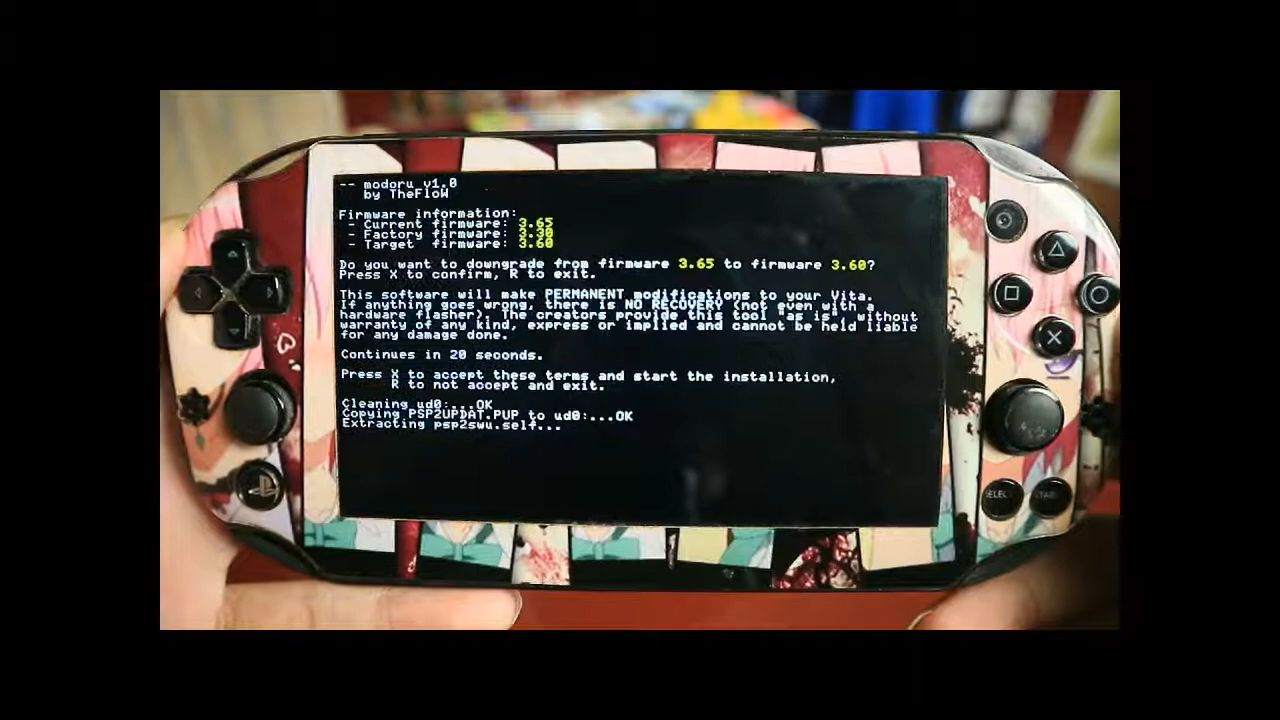 -- modoru v1.0
by TheFloW
Firmware information:
- Current firmware: 3.65
- Factory firmware: 3.30
- Target firmware: 3.60
Do you want to downgrade from firmware 3.65 to firmware 3.60?
Press X to confirm, R to exit.
This software will make PERMANENT modifications to your Vita.
If anything goes wrong, there is NO RECOVERY (not even with a
hardware flasher). The creators provide this tool "as is", without
warranty of any kind, express or implied and cannot be held liable
for any damage done.
Continues in 20 seconds.
Press X to accept these terms and start the installation,
R to not accept and exit.
Cleaning ud0:...OK
Copying PSP2UPDAT.PUP to ud0:...OK
Extracting psp2swu.self...
SELECT
START